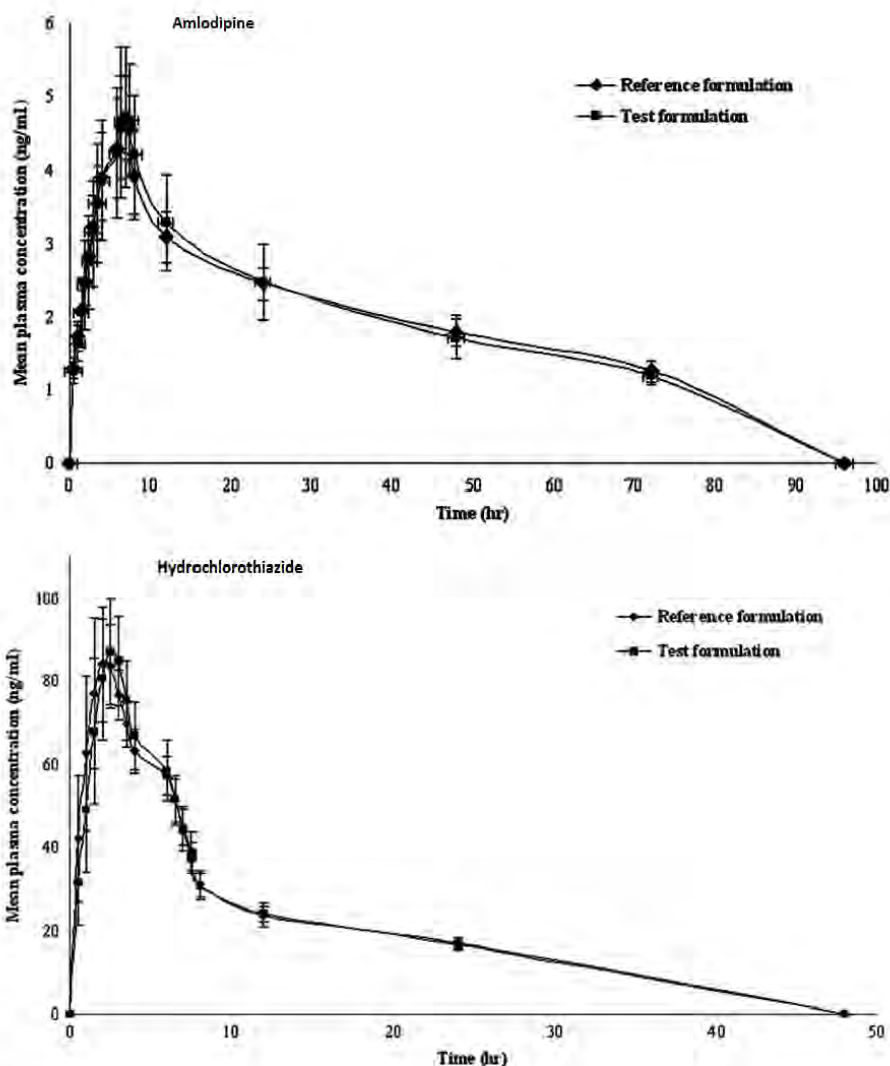 Amlodipine
6
5
4
3
2
1
0
Mean plasma concentration (ng/ml)
Reference formulation
Test formulation
0 10 20 30 40 50 60 70 80 90 100
Time (hr)
Hydrochlorothiazide
100
80
60
40
20
0
Mean plasma concentration (ng/ml)
Reference formulation
Test formulation
0 10 20 30 40 50
Time (hr)